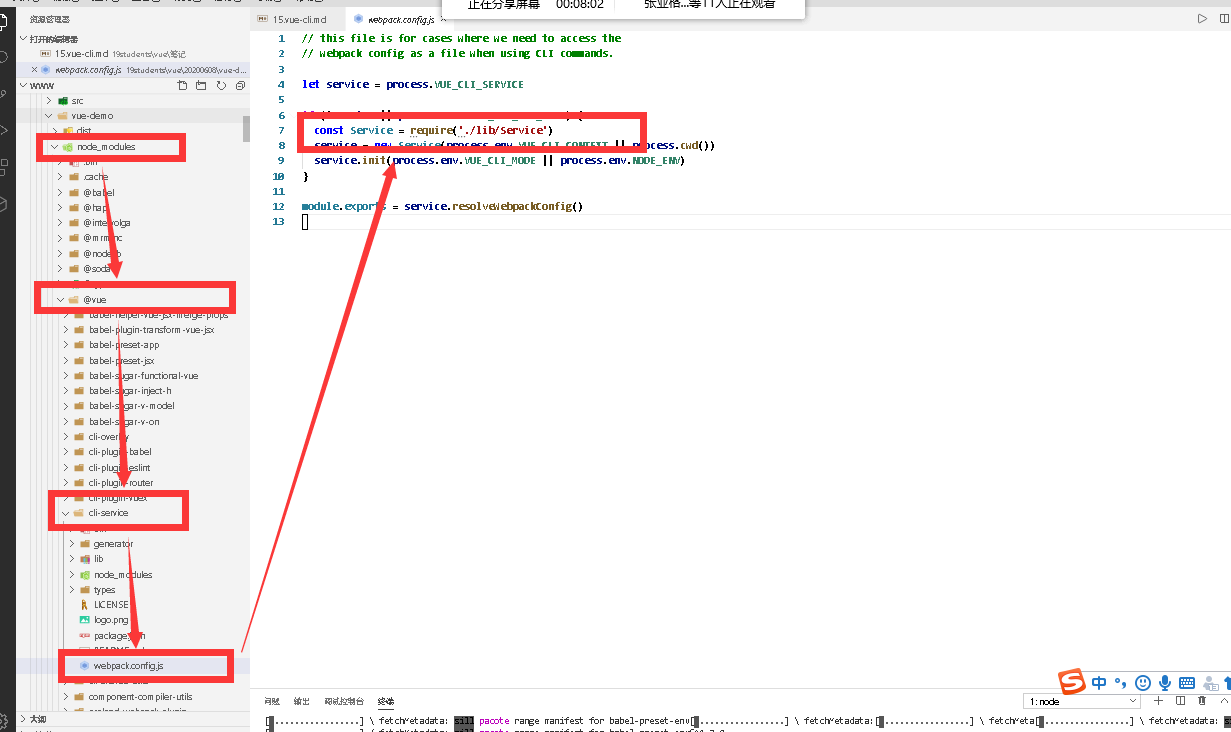 正在分享屏幕 00:08:02 张亚格...等11人正在观看
资源管理器
15.vue-cli.md
webpack.config.js
打开的编辑器
15.vue-cli.md 19students\vue\笔记
webpack.config.js 19students\vue\20200608\vue-d...
WWW
src
vue-demo
dist
node_modules
.bin
.cache
@babel
@hapi
@intervolga
@mrmlnc
@nodelib
@soda
@vue
babel-helper-vue-jsx-merge-props
babel-plugin-transform-vue-jsx
babel-preset-app
babel-preset-jsx
babel-sugar-functional-vue
babel-sugar-inject-h
babel-sugar-v-model
babel-sugar-v-on
cli-overlay
cli-plugin-babel
cli-plugin-eslint
cli-plugin-router
cli-plugin-vuex
cli-service
bin
generator
lib
node_modules
types
LICENSE
logo.png
package.json
README.md
webpack.config.js
component-compiler-utils
大纲
1 // this file is for cases where we need to access the
2 // webpack config as a file when using CLI commands.
3
4 let service = process.VUE_CLI_SERVICE
5
6
7 const Service = require('./lib/Service')
8 service = new Service(process.env.VUE_CLI_CONTEXT || process.cwd())
9 service.init(process.env.VUE_CLI_MODE || process.env.NODE_ENV)
10 }
11
12 module.exports = service.resolveWebpackConfig()
13
中
问题 输出 调试控制台 终端
1: node
[ ................] \ fetchMetadata: sill pacote range manifest for babel-preset-env[ ................] \ fetchMetadata:[ ................] \ fetchMeta[ ................] \ fetchMetadata: